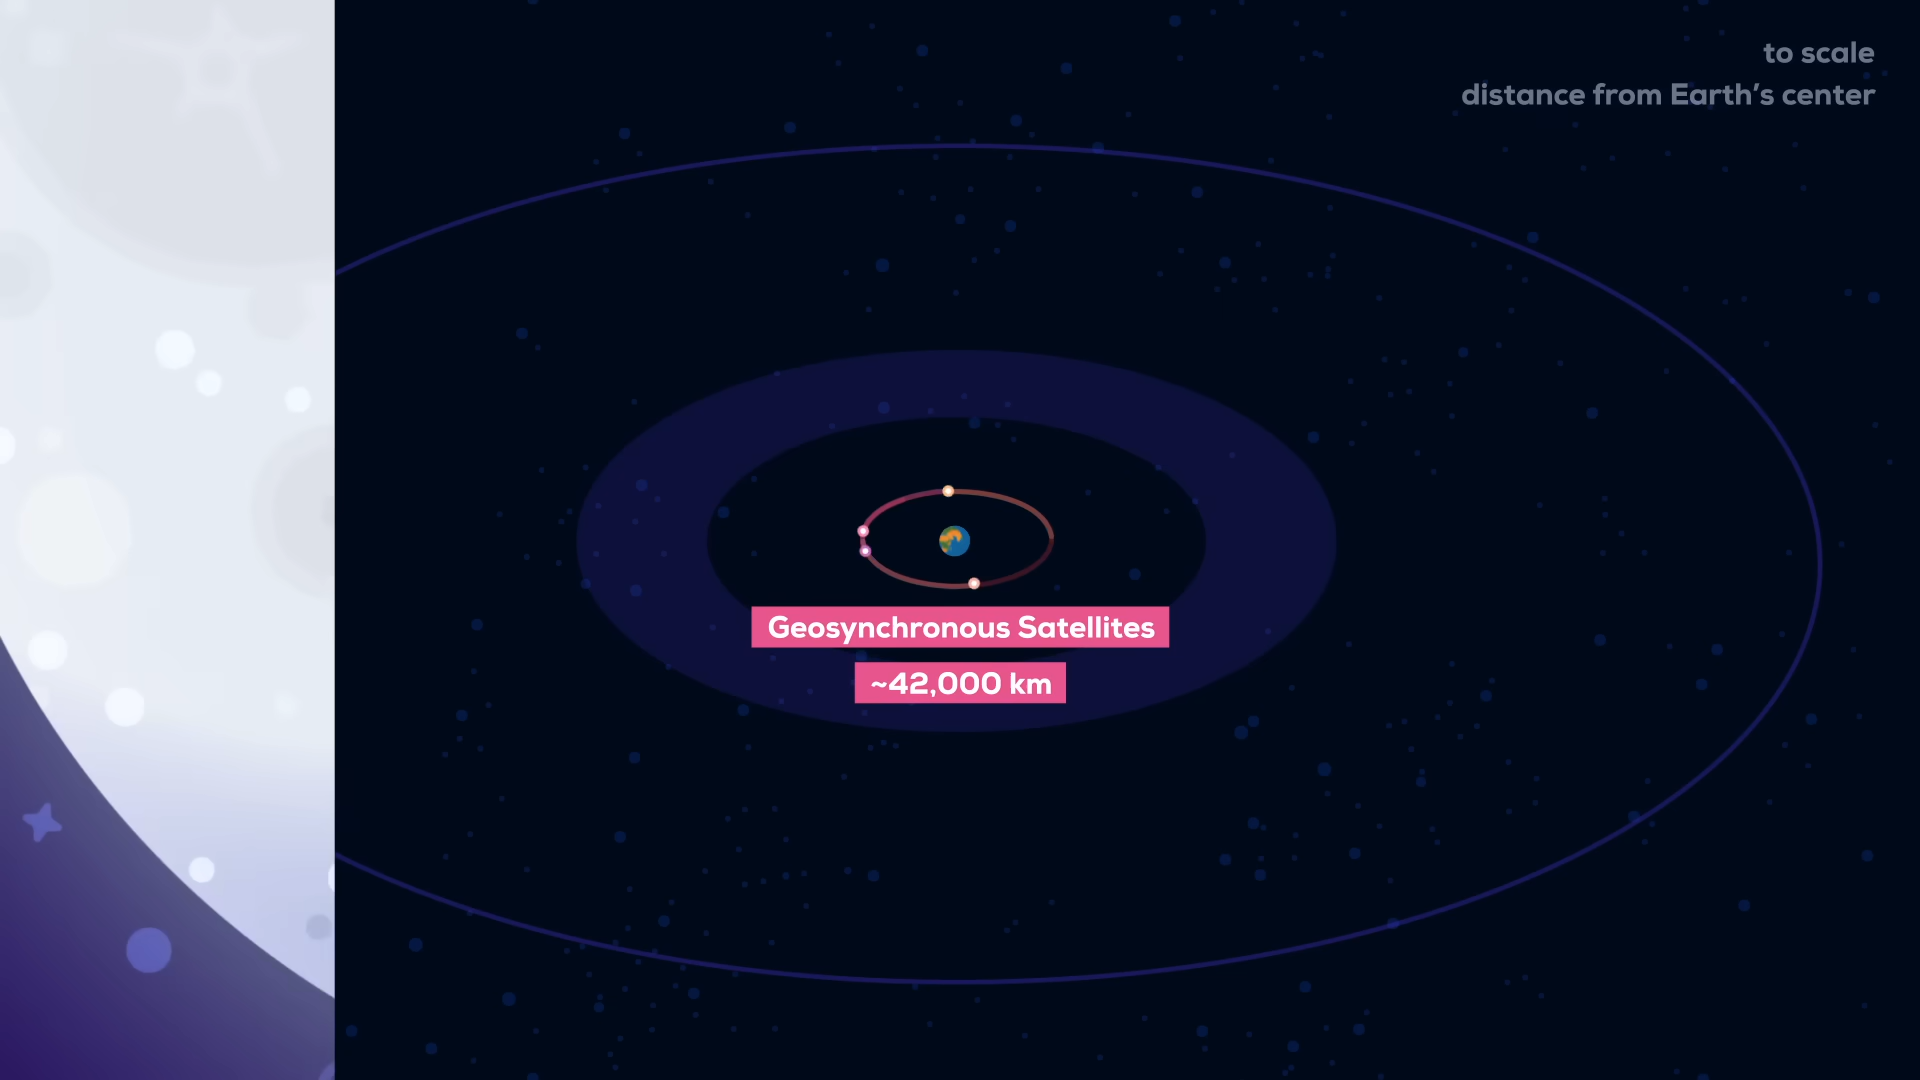 to scale
distance from Earth's center
Geosynchronous Satellites
~42,000 km